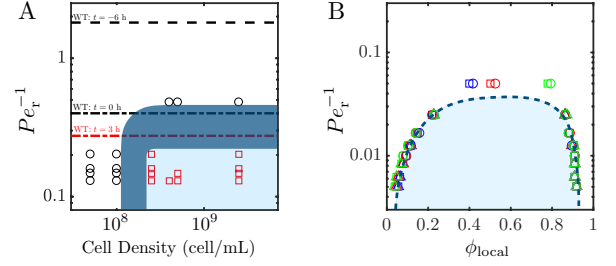 A
WT: t = −6 h
WT: t = 0 h
WT: t = 3 h
1
0.1
Pe_r^{-1}
10^8
10^9
Cell Density (cell/mL)
B
0.1
0.01
Pe_r^{-1}
0
0.2
0.4
0.6
0.8
1
ϕ_local